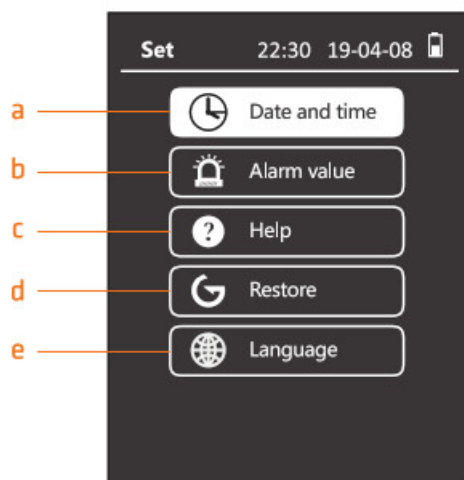 Set 22:30 19-04-08
a Date and time
b Alarm value
c ? Help
d Restore
e Language